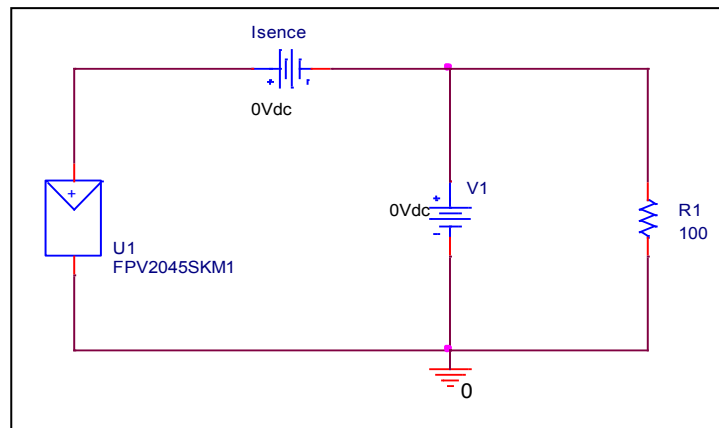 Isence
0Vdc
V1
0Vdc
R1
100
U1
FPV2045SKM1
0